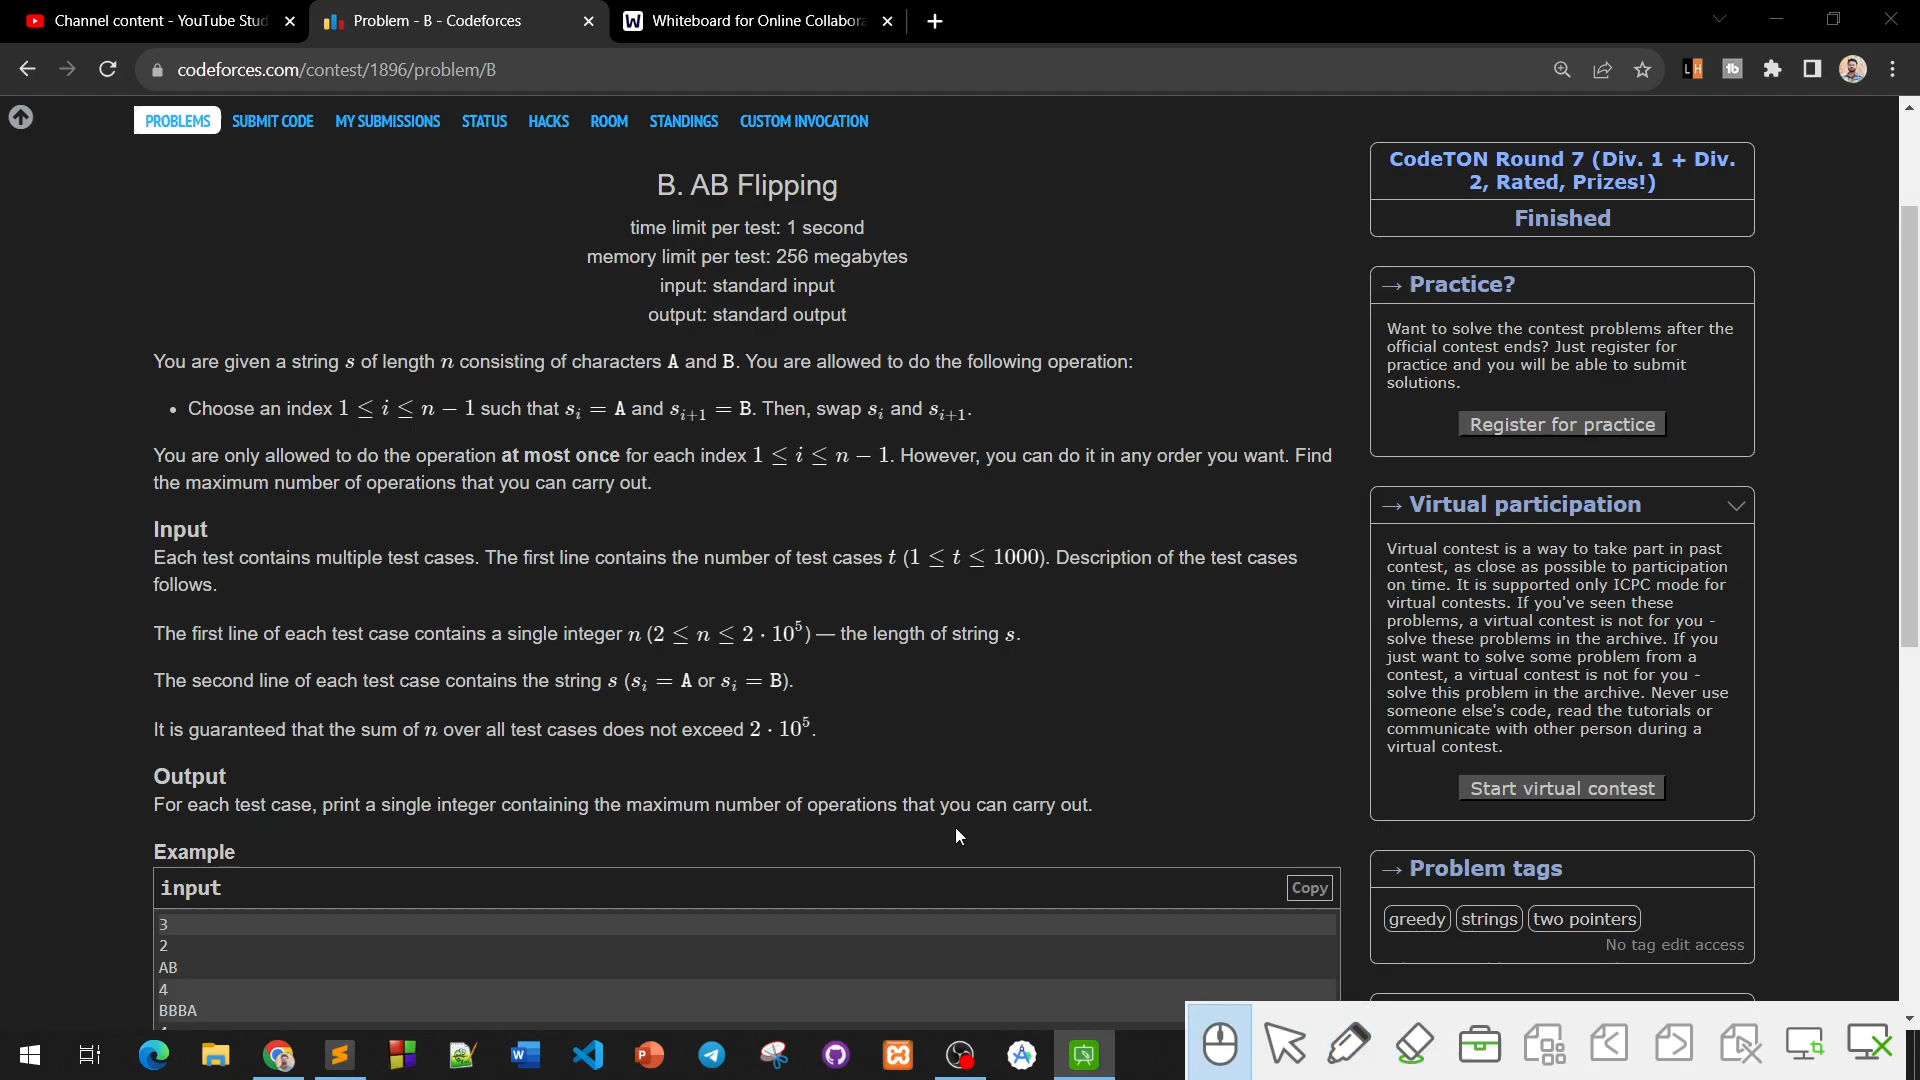 Channel content - YouTube Stud
Problem - B - Codeforces
Whiteboard for Online Collabora
codeforces.com/contest/1896/problem/B
PROBLEMS SUBMIT CODE MY SUBMISSIONS STATUS HACKS ROOM STANDINGS CUSTOM INVOCATION
B. AB Flipping
time limit per test: 1 second
memory limit per test: 256 megabytes
input: standard input
output: standard output
You are given a string s of length n consisting of characters A and B. You are allowed to do the following operation:
• Choose an index 1 ≤ i ≤ n − 1 such that s_i = A and s_{i+1} = B. Then, swap s_i and s_{i+1}.
You are only allowed to do the operation at most once for each index 1 ≤ i ≤ n − 1. However, you can do it in any order you want. Find
the maximum number of operations that you can carry out.
Input
Each test contains multiple test cases. The first line contains the number of test cases t (1 ≤ t ≤ 1000). Description of the test cases
follows.
The first line of each test case contains a single integer n (2 ≤ n ≤ 2 · 10^5) — the length of string s.
The second line of each test case contains the string s (s_i = A or s_i = B).
It is guaranteed that the sum of n over all test cases does not exceed 2 · 10^5.
Output
For each test case, print a single integer containing the maximum number of operations that you can carry out.
Example
input
Copy
3
2
AB
4
BBBA
CodeTON Round 7 (Div. 1 + Div.
2, Rated, Prizes!)
Finished
→ Practice?
Want to solve the contest problems after the
official contest ends? Just register for
practice and you will be able to submit
solutions.
Register for practice
→ Virtual participation
Virtual contest is a way to take part in past
contest, as close as possible to participation
on time. It is supported only ICPC mode for
virtual contests. If you've seen these
problems, a virtual contest is not for you -
solve these problems in the archive. If you
just want to solve some problem from a
contest, a virtual contest is not for you -
solve this problem in the archive. Never use
someone else's code, read the tutorials or
communicate with other person during a
virtual contest.
Start virtual contest
→ Problem tags
greedy strings two pointers
No tag edit access